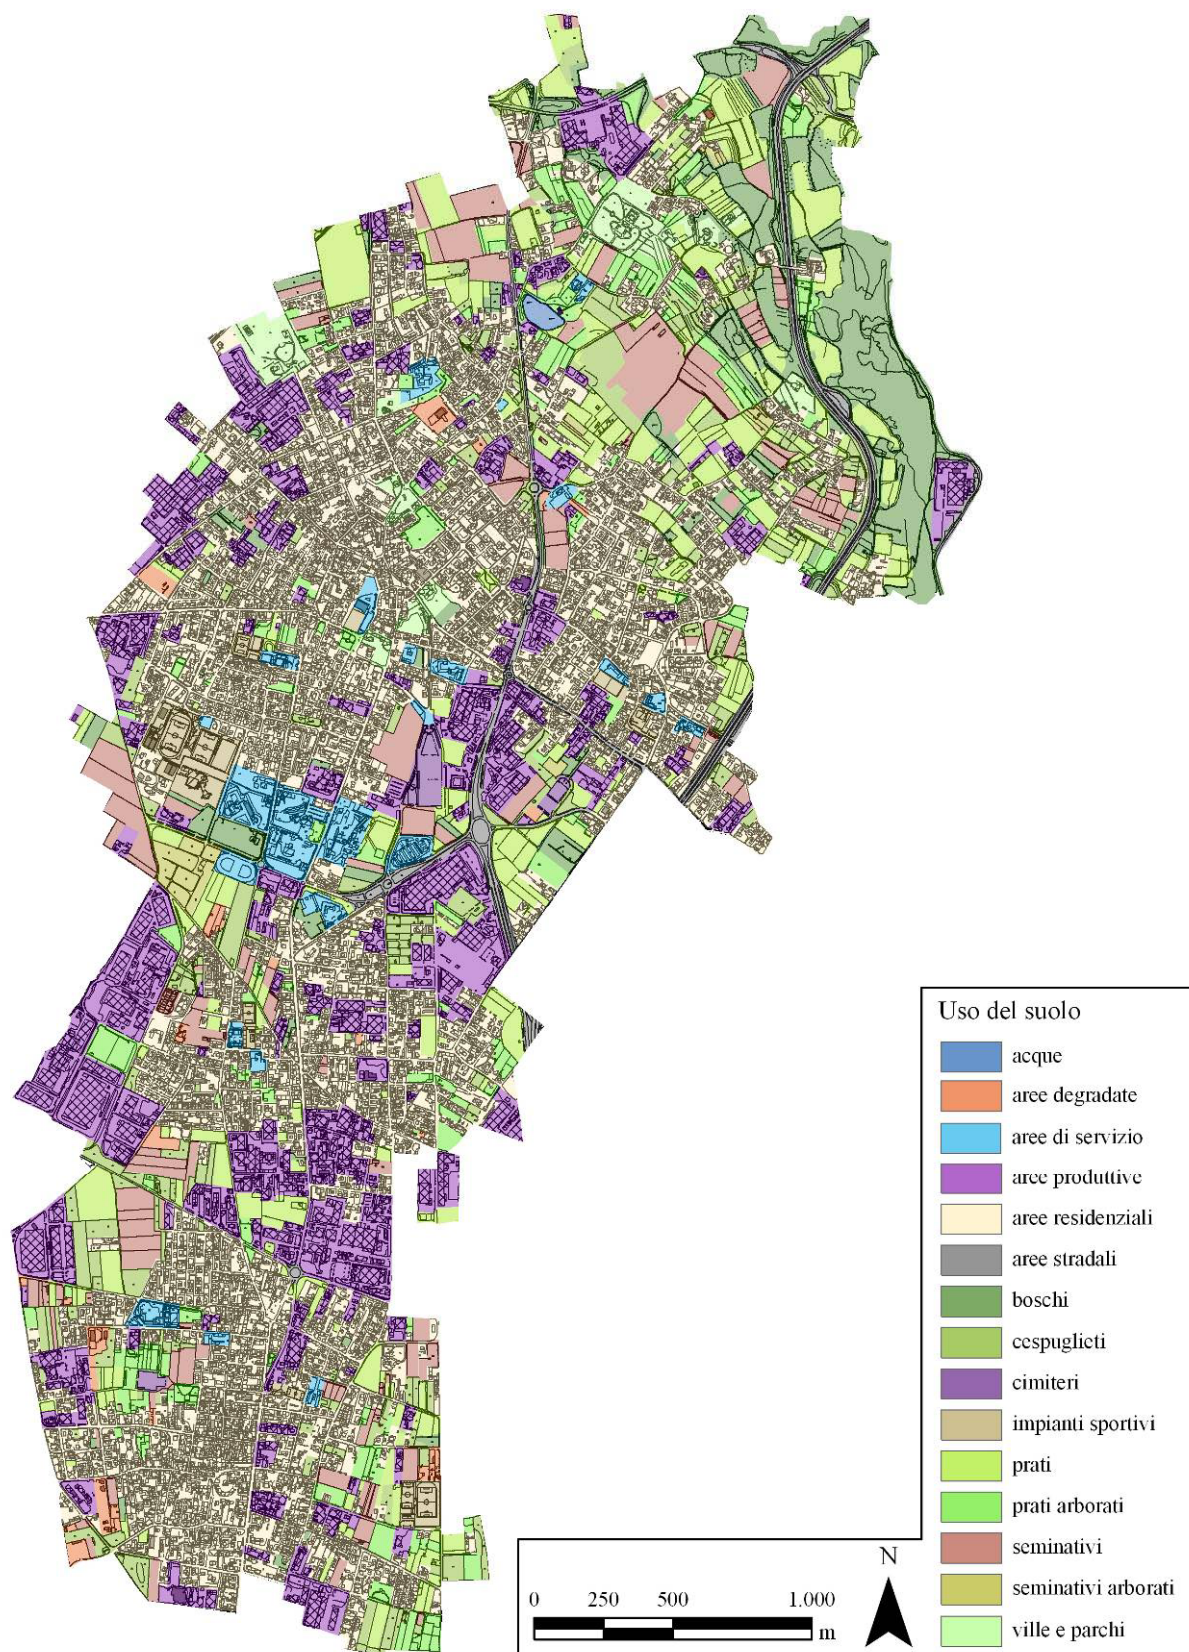 Uso del suolo
acque
aree degradate
aree di servizio
aree produttive
aree residenziali
aree stradali
boschi
cespuglieti
cimiteri
impianti sportivi
prati
prati arborati
seminativi
seminativi arborati
ville e parchi
N
0 250 500 1.000
m